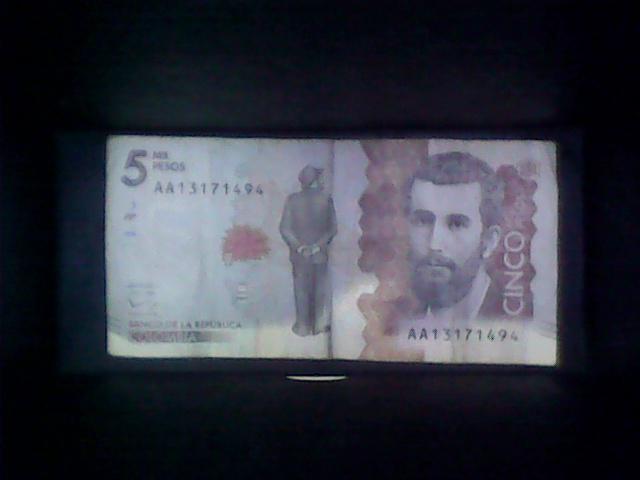 5 MIL
PESOS
AA13171494
BANCO DE LA REPÚBLICA
COLOMBIA
CINCO
AA13171494